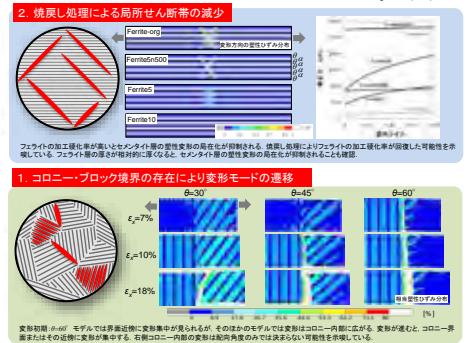 2. 焼戻し処理による局所せん断帯の減少
Ferrite-org
変形方向の塑性ひずみ分布
Ferrite5n500
θ
α
θ
α
θ
Ferrite5
Ferrite10
フェライトの加工硬化率が高いとセメンタイト層の塑性変形の局在化が抑制される. 焼戻し処理によりフェライトの加工硬化率が回復した可能性を示
唆している. フェライト層の厚さが相対的に厚くなると, セメンタイト層の塑性変形の局在化が抑制されることも確認.
1. コロニー・ブロック境界の存在により変形モードの遷移
θ=30° θ=45° θ=60°
εx=7%
εx=10%
εx=18%
相当塑性ひずみ分布
[%]
変形初期:θ=60° モデルでは界面近傍に変形集中が見られるが, そのほかのモデルでは変形はコロニー内部に広がる. 変形が進むと, コロニー界
面またはその近傍に変形が集中する. 右側コロニー内部の変形は配向角度のみでは決まらない可能性を示唆している.